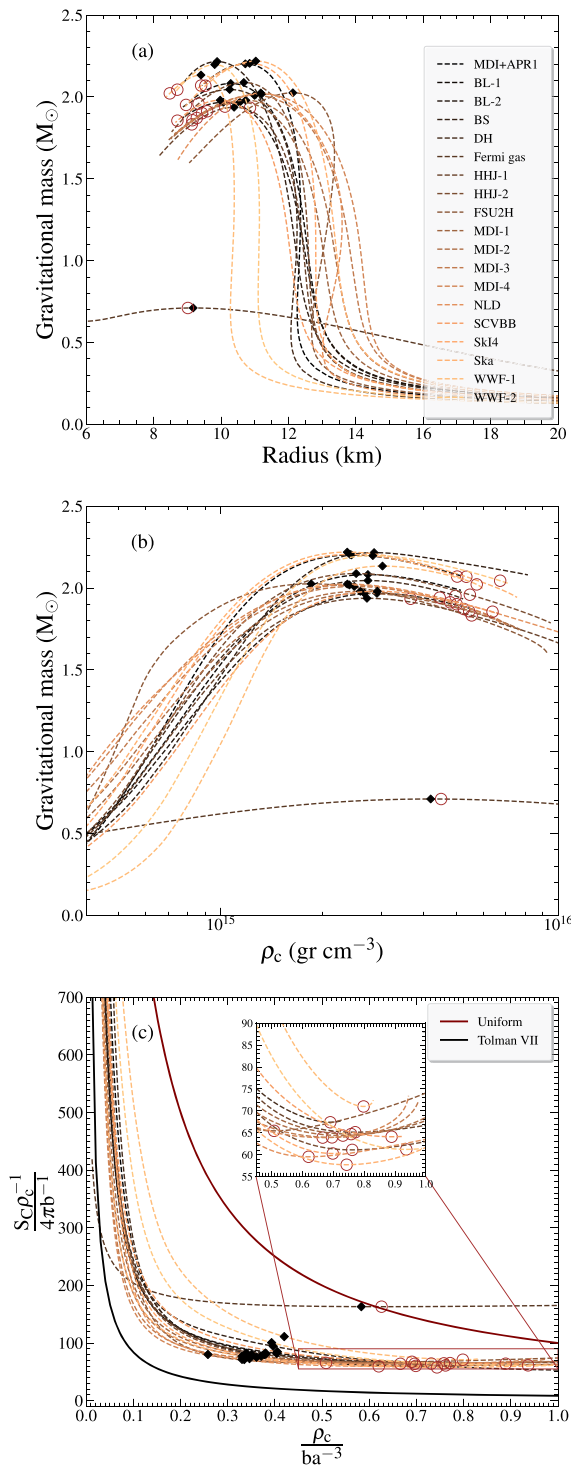 2.5
2.0
1.5
1.0
0.5
0.0
Gravitational mass (M⊙)
(a)
MDI+APR1
BL-1
BL-2
BS
DH
Fermi gas
HHJ-1
HHJ-2
FSU2H
MDI-1
MDI-2
MDI-3
MDI-4
NLD
SCVBB
SkI4
Ska
WWF-1
WWF-2
6 8 10 12 14 16 18 20
Radius (km)
2.5
2.0
1.5
1.0
0.5
0.0
Gravitational mass (M⊙)
(b)
10^15 10^16
ρc (gr cm−3)
700
600
500
400
300
200
100
0
SCρc−1
4πb−1
(c)
Uniform
Tolman VII
90
85
80
75
70
65
60
55
0.5 0.6 0.7 0.8 0.9 1.0
0.0 0.1 0.2 0.3 0.4 0.5 0.6 0.7 0.8 0.9 1.0
ρc
ba−3